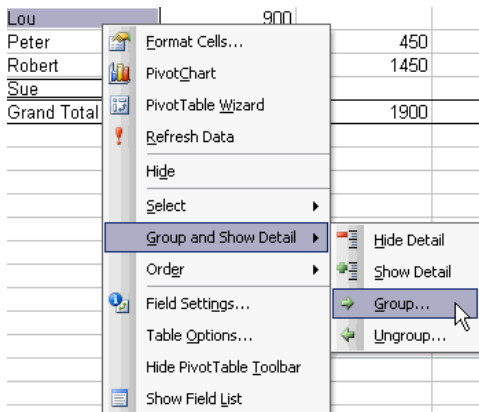 Lou 900
Peter 450
Robert 1450
Sue
Grand Total 1900
Format Cells...
PivotChart
PivotTable Wizard
Refresh Data
Hide
Select
Group and Show Detail
Order
Field Settings...
Table Options...
Hide PivotTable Toolbar
Show Field List
Hide Detail
Show Detail
Group...
Ungroup...